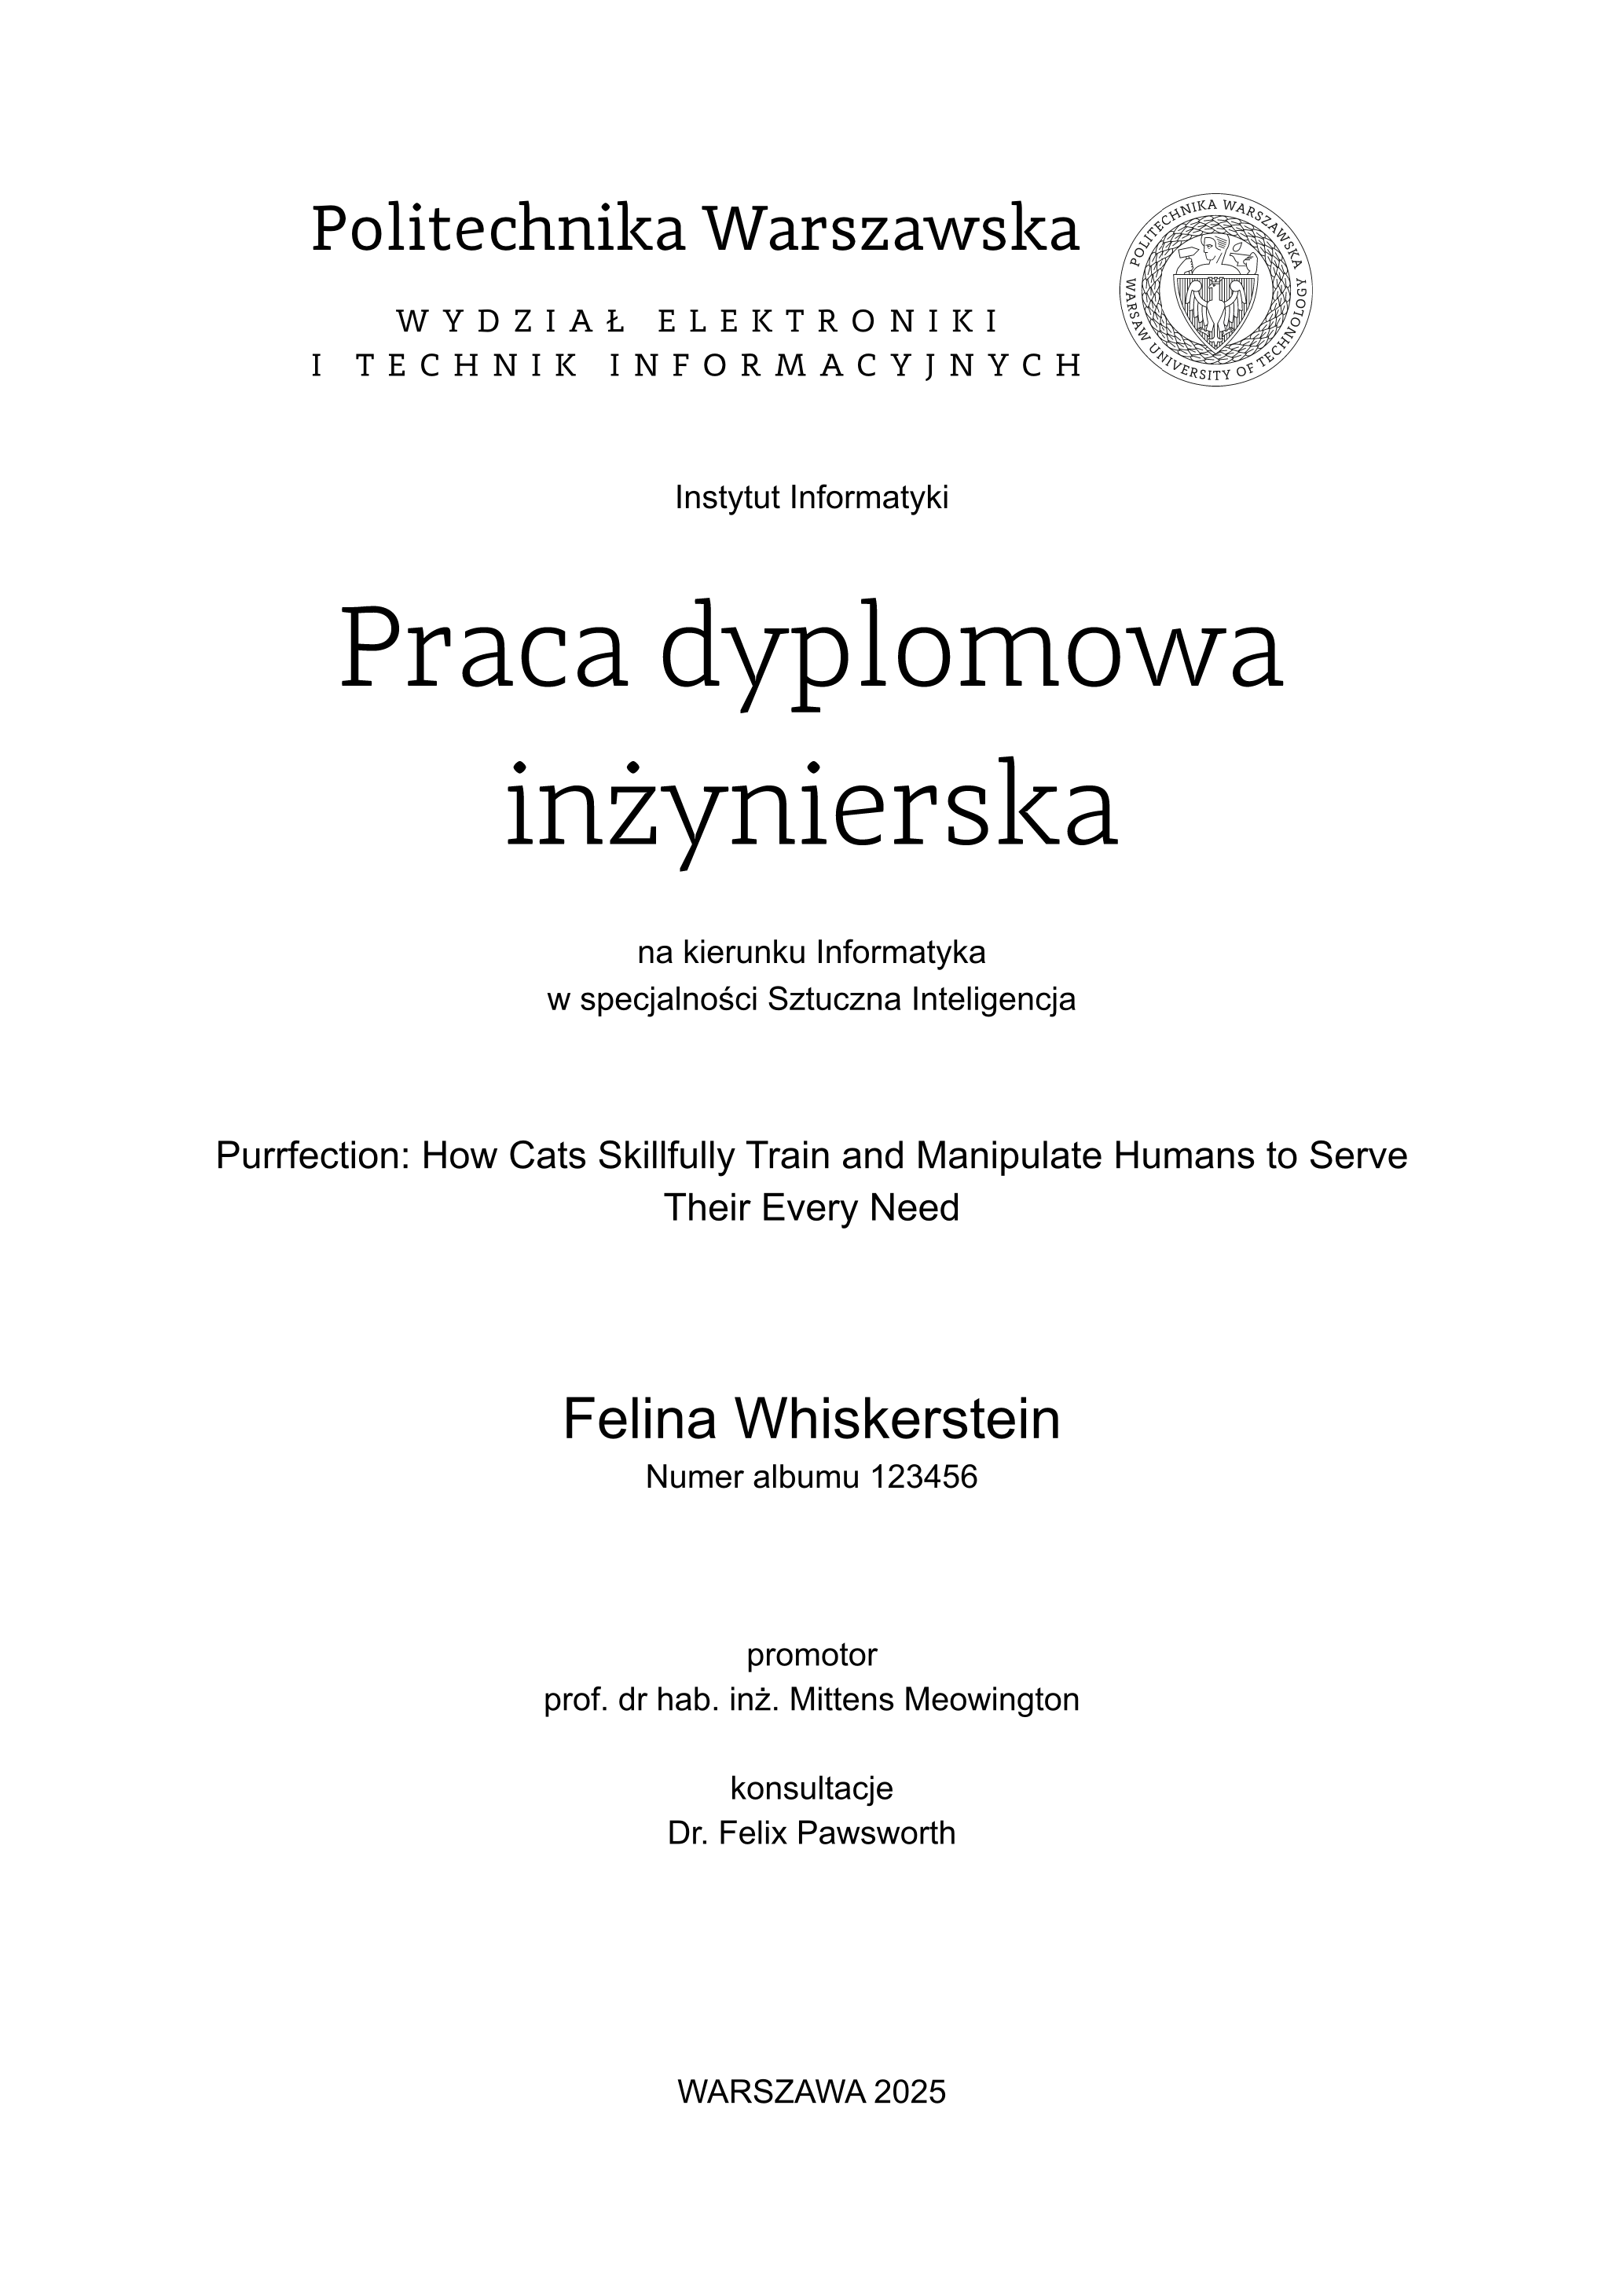 Politechnika Warszawska
WYDZIAŁ ELEKTRONIKI
I TECHNIK INFORMACYJNYCH
POLITECHNIKA WARSZAWSKA
WARSAW UNIVERSITY OF TECHNOLOGY
Instytut Informatyki
Praca dyplomowa
inżynierska
na kierunku Informatyka
w specjalności Sztuczna Inteligencja
Purrfection: How Cats Skillfully Train and Manipulate Humans to Serve
Their Every Need
Felina Whiskerstein
Numer albumu 123456
promotor
prof. dr hab. inż. Mittens Meowington
konsultacje
Dr. Felix Pawsworth
WARSZAWA 2025